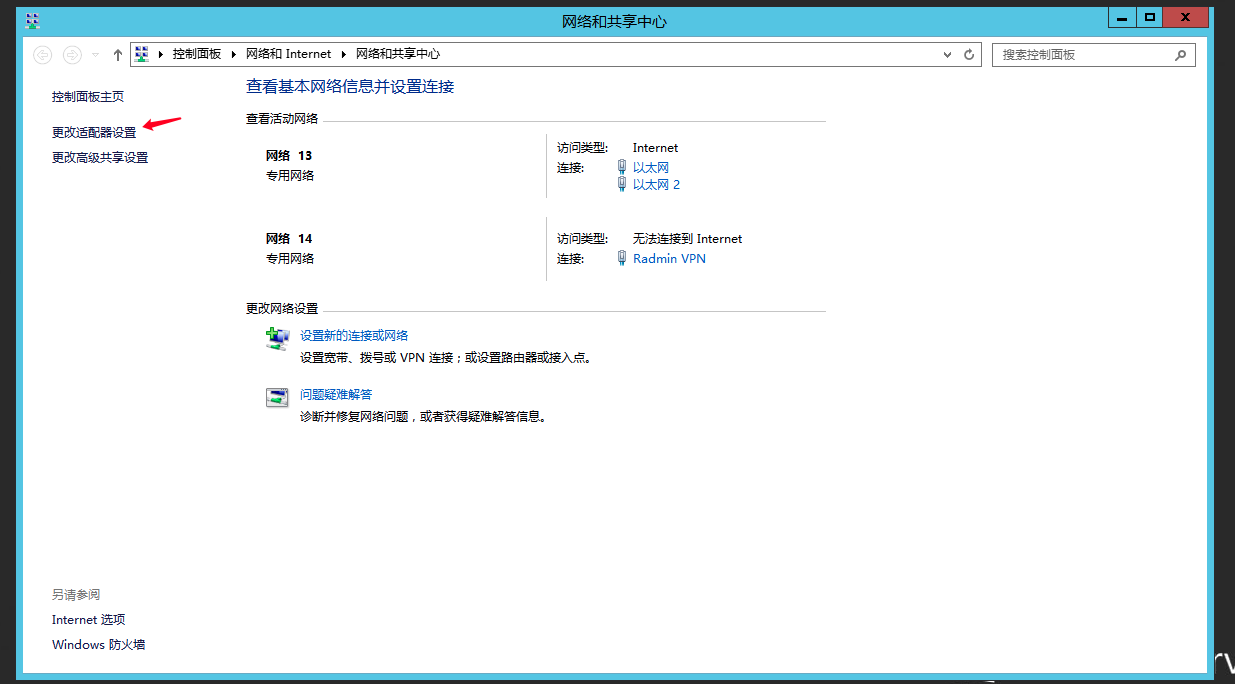 网络和共享中心
控制面板 网络和 Internet 网络和共享中心
搜索控制面板
控制面板主页
更改适配器设置
更改高级共享设置
查看基本网络信息并设置连接
查看活动网络
网络 13
专用网络
访问类型: Internet
连接: 以太网
以太网 2
网络 14
专用网络
访问类型: 无法连接到 Internet
连接: Radmin VPN
更改网络设置
设置新的连接或网络
设置宽带、拨号或 VPN 连接；或设置路由器或接入点。
问题疑难解答
诊断并修复网络问题，或者获得疑难解答信息。
另请参阅
Internet 选项
Windows 防火墙